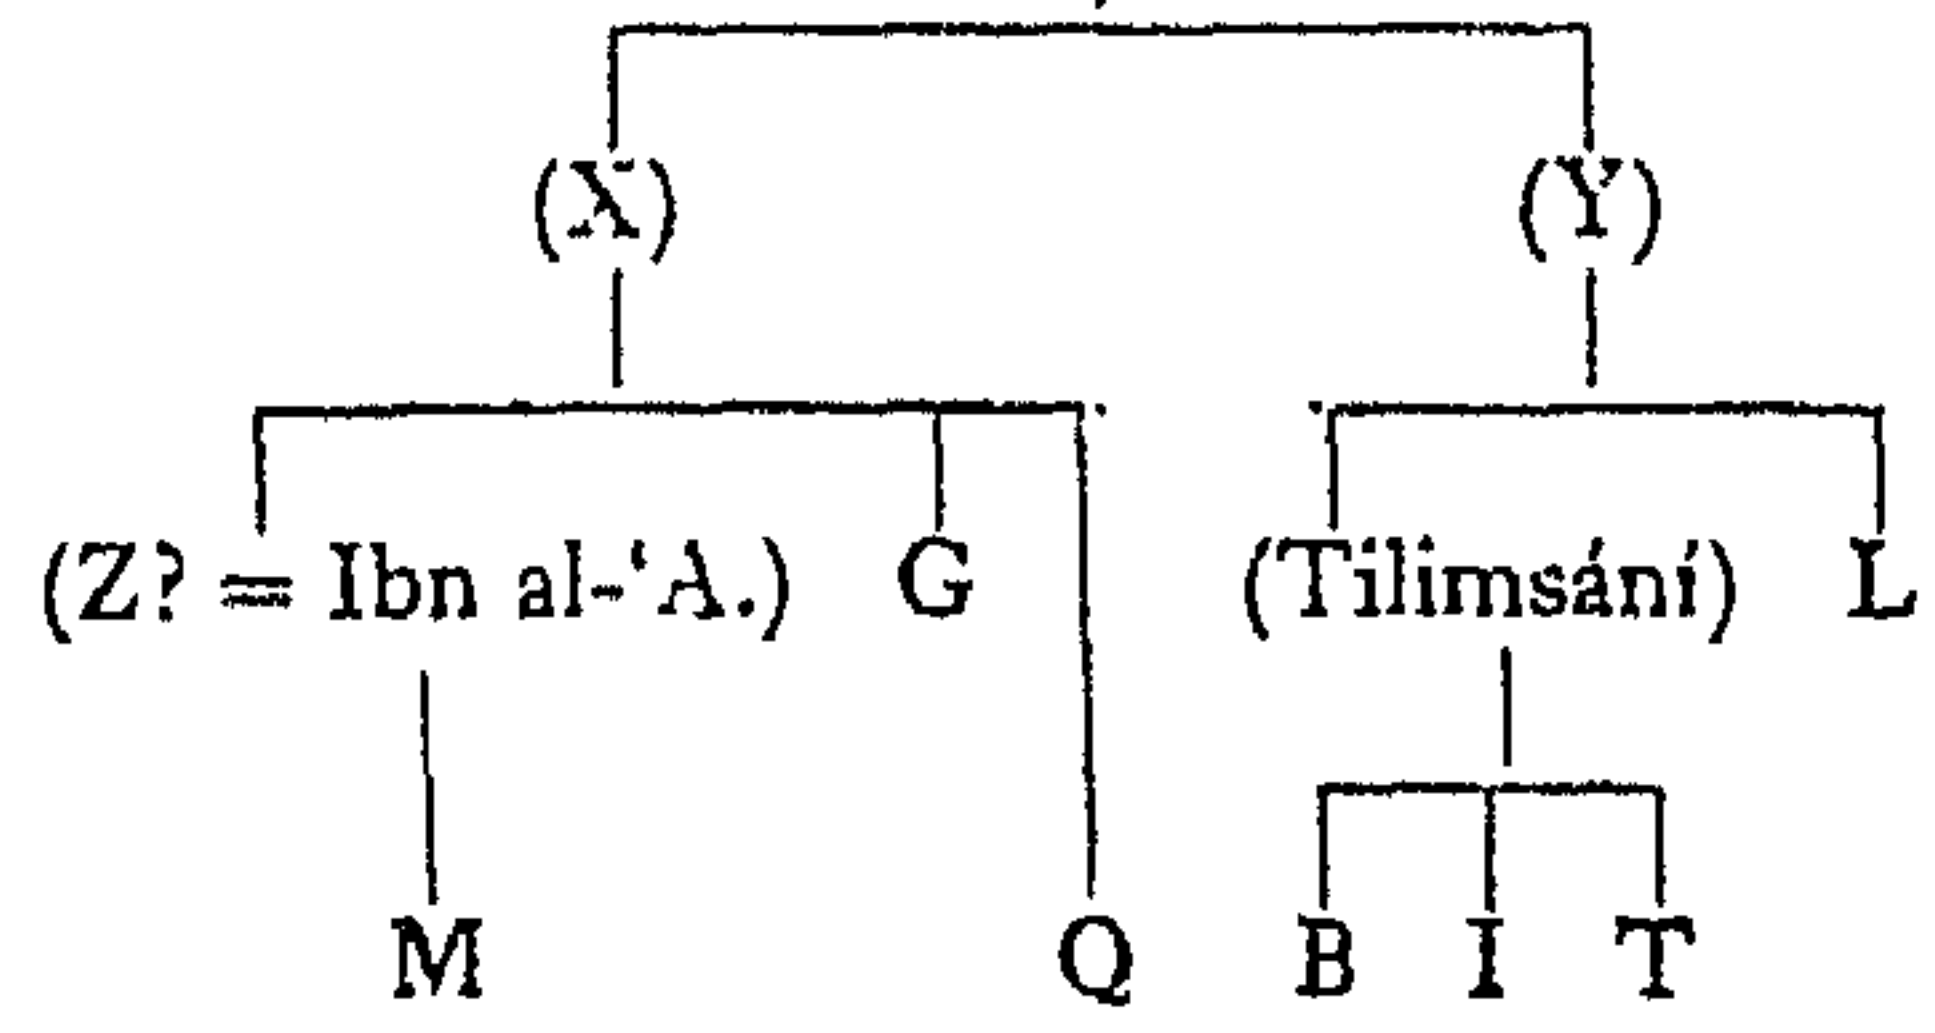 (X) (Y)
(Z? = Ibn al-‘A.) G (Tilimsání) L
M Q B I T